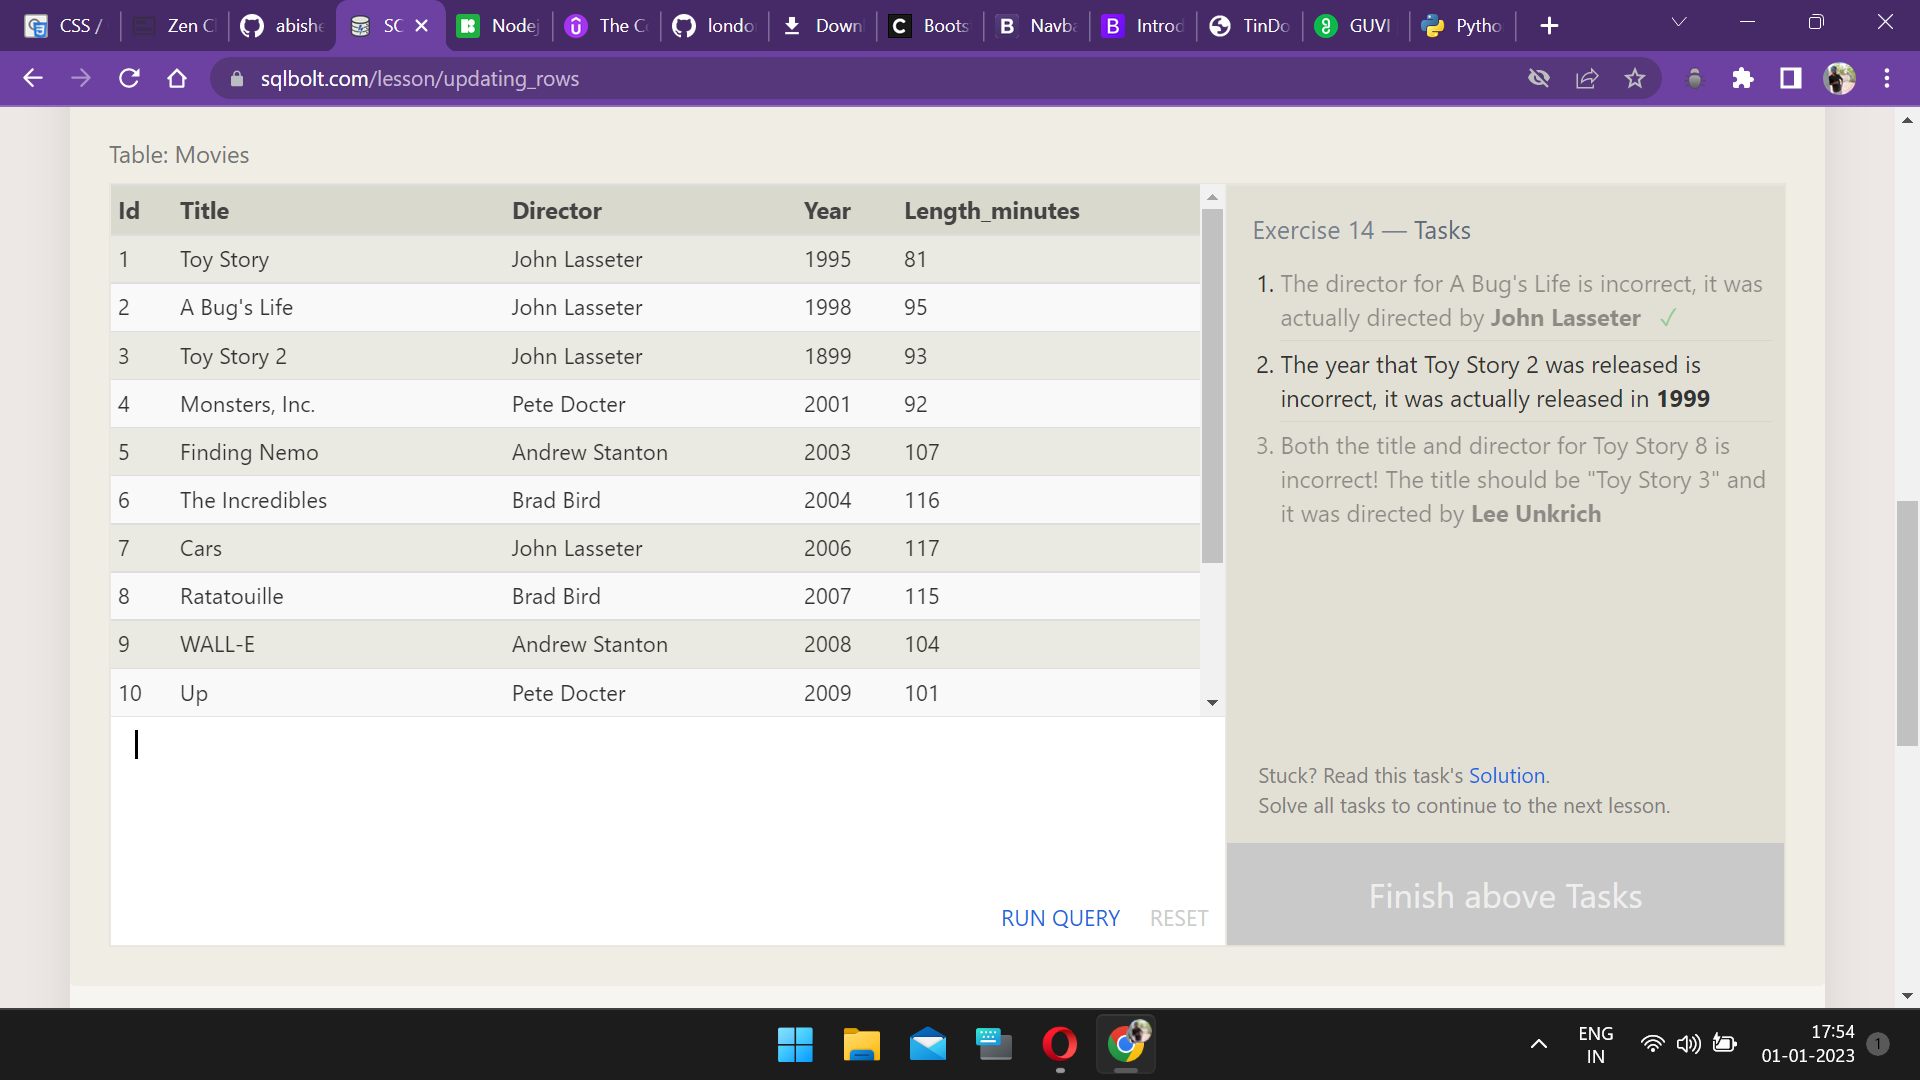 CSS /
Zen C
abishe
SC
Nodej
The C
londo
Down
Boots
Navba
Introd
TinDo
GUVI
Pytho
sqlbolt.com/lesson/updating_rows
Table: Movies
Id Title Director Year Length_minutes
1 Toy Story John Lasseter 1995 81
2 A Bug's Life John Lasseter 1998 95
3 Toy Story 2 John Lasseter 1899 93
4 Monsters, Inc. Pete Docter 2001 92
5 Finding Nemo Andrew Stanton 2003 107
6 The Incredibles Brad Bird 2004 116
7 Cars John Lasseter 2006 117
8 Ratatouille Brad Bird 2007 115
9 WALL-E Andrew Stanton 2008 104
10 Up Pete Docter 2009 101
RUN QUERY RESET
Exercise 14 — Tasks
1. The director for A Bug's Life is incorrect, it was
actually directed by John Lasseter ✓
2. The year that Toy Story 2 was released is
incorrect, it was actually released in 1999
3. Both the title and director for Toy Story 8 is
incorrect! The title should be "Toy Story 3" and
it was directed by Lee Unkrich
Stuck? Read this task's Solution.
Solve all tasks to continue to the next lesson.
Finish above Tasks
ENG
IN
17:54
01-01-2023
1